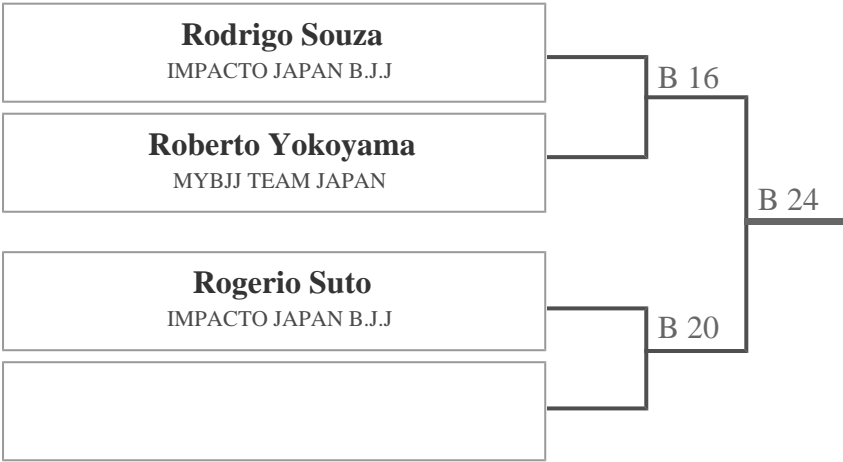 Rodrigo Souza
IMPACTO JAPAN B.J.J
B 16
Roberto Yokoyama
MYBJJ TEAM JAPAN
B 24
Rogerio Suto
IMPACTO JAPAN B.J.J
B 20